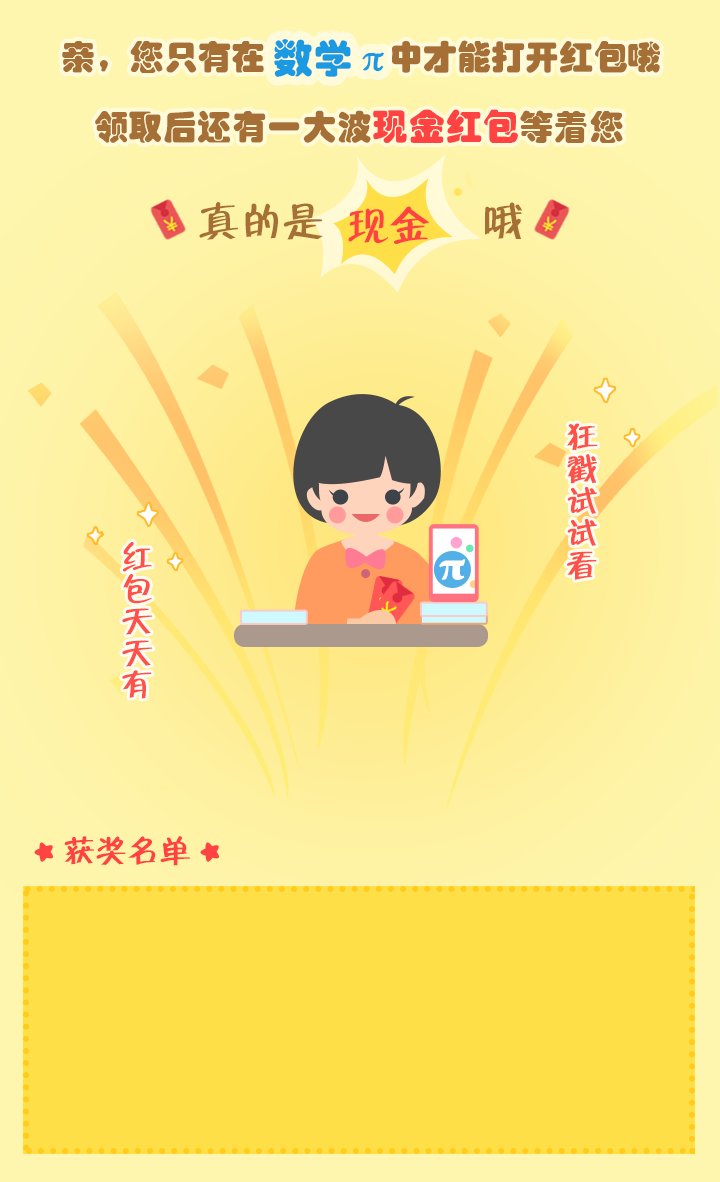 亲，您只有在数学π中才能打开红包哦
领取后还有一大波现金红包等着您
真的是现金哦
狂戳试试看
红包天天有
π
获奖名单